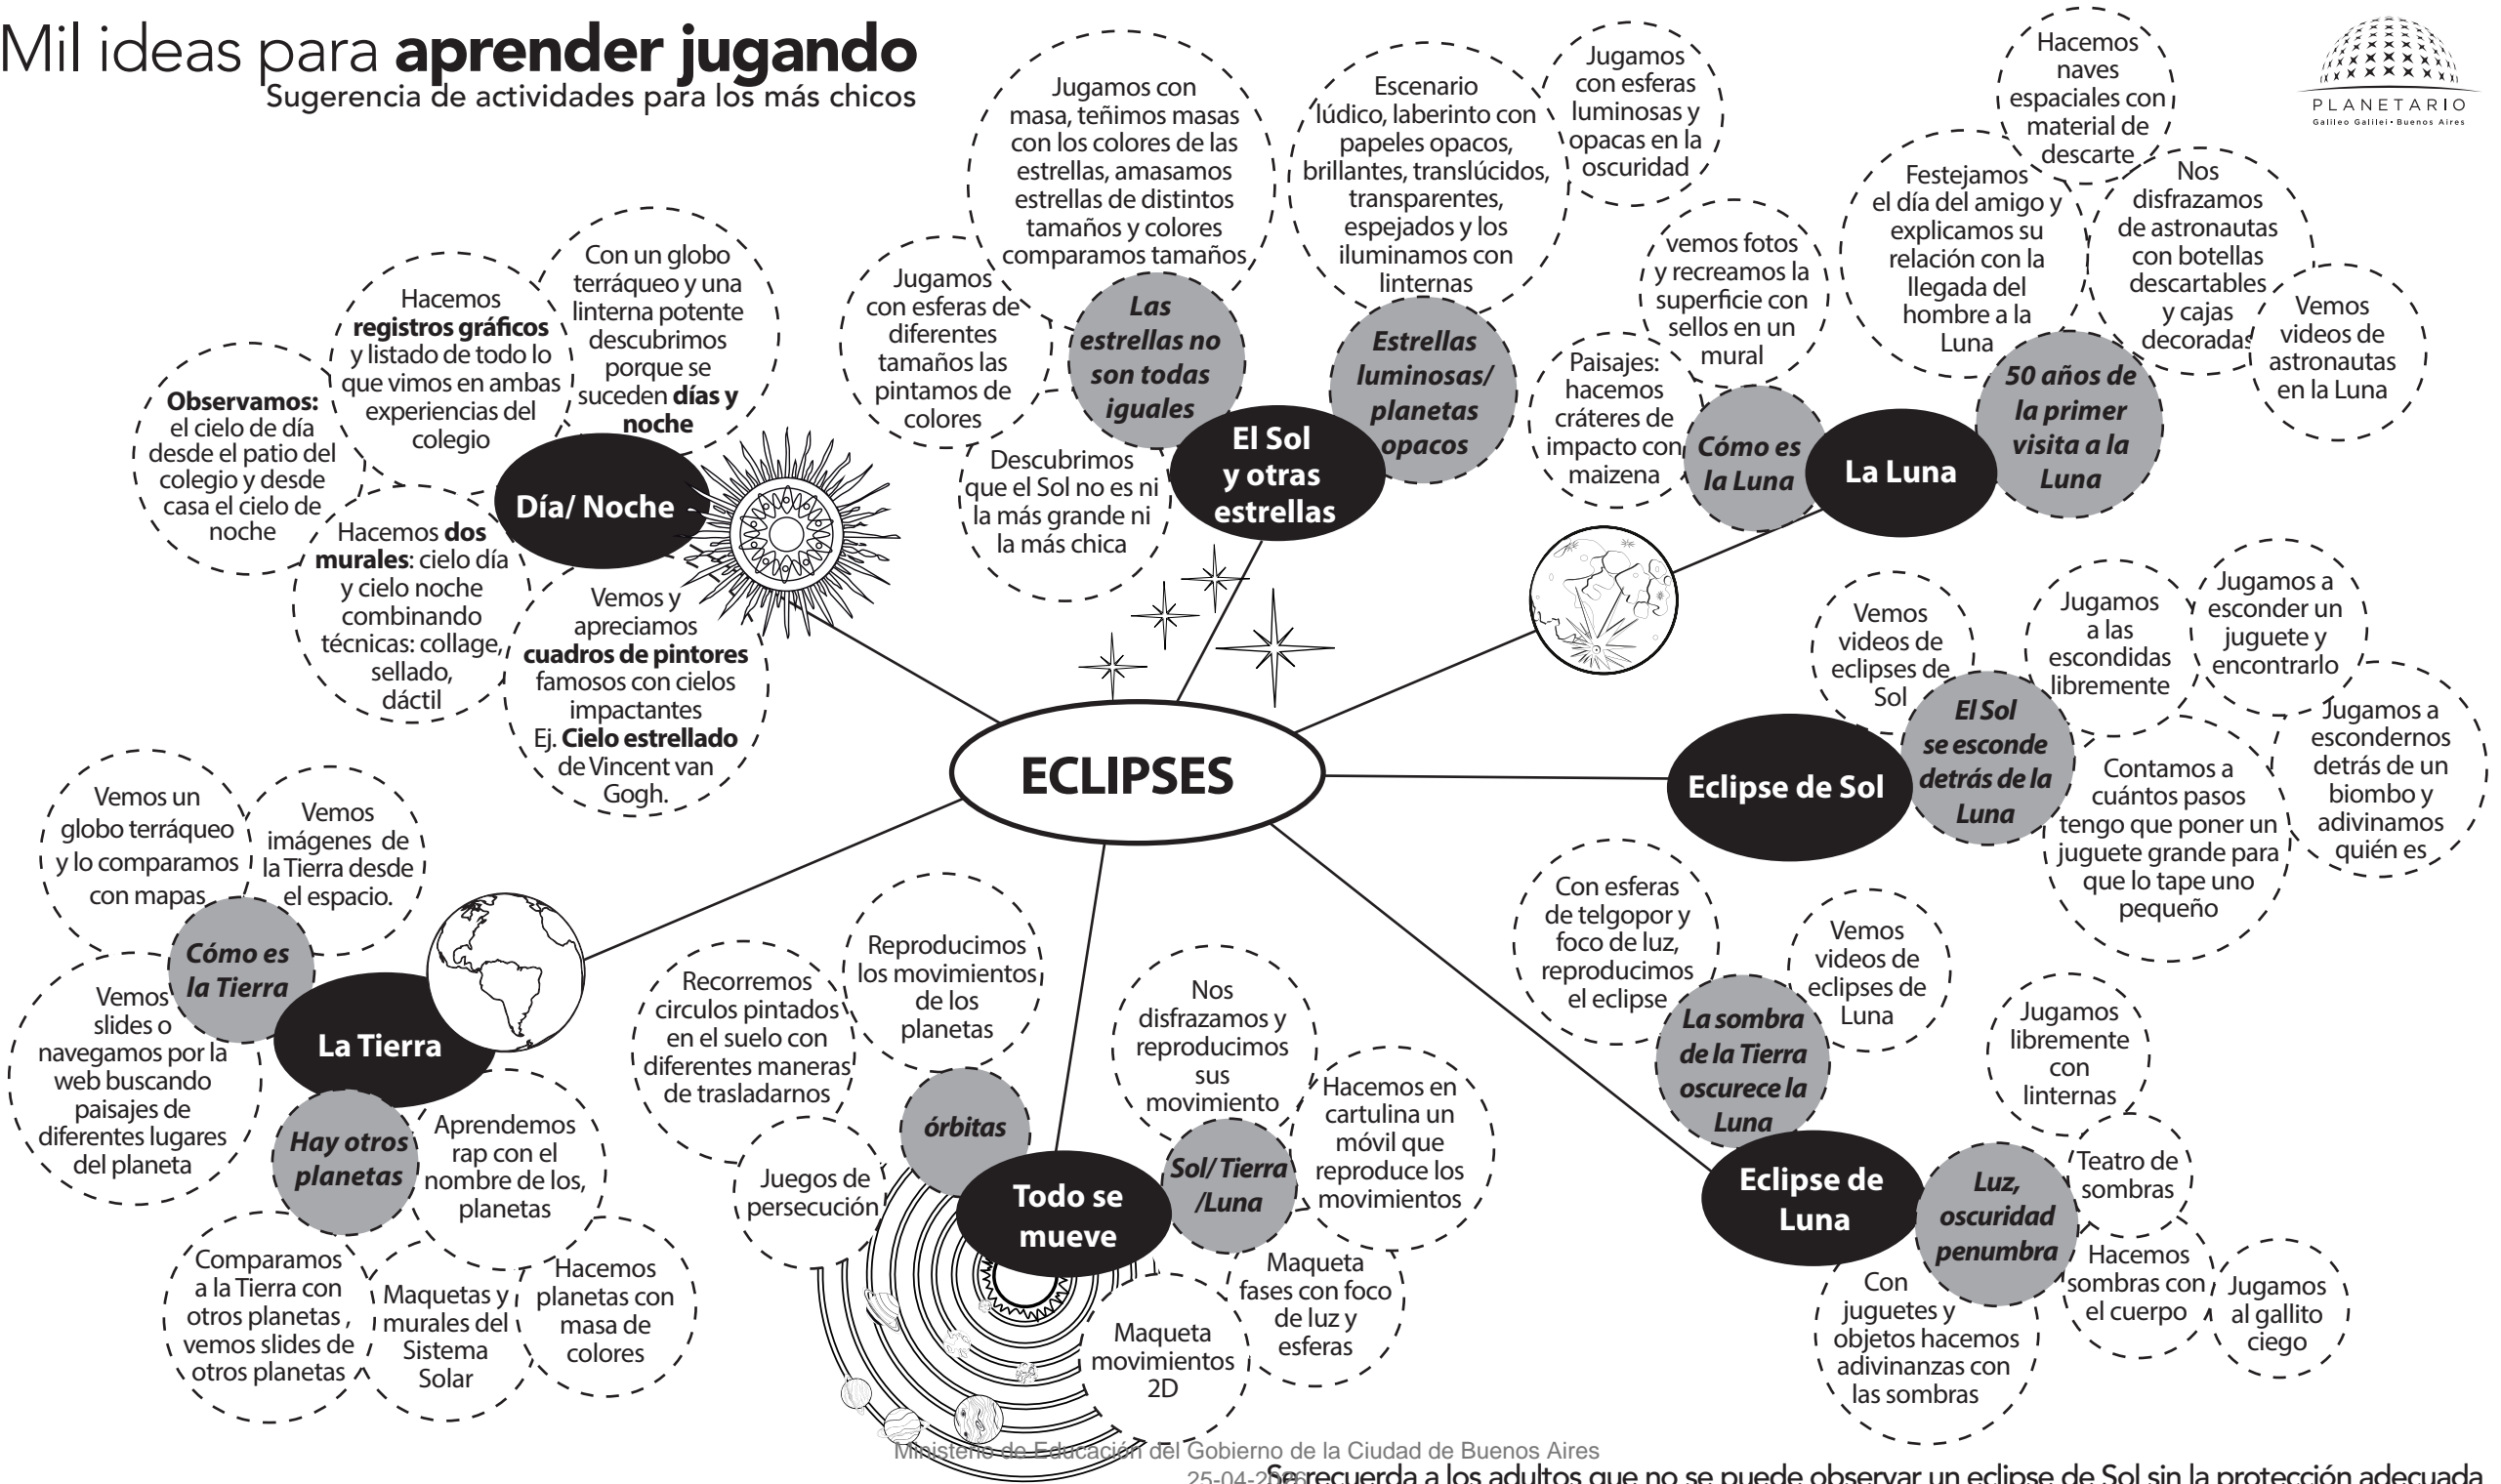 Mil ideas para aprender jugando
Sugerencia de actividades para los más chicos
PLANETARIO
Galileo Galilei • Buenos Aires
ECLIPSES
Día/ Noche
Observamos:
el cielo de día
desde el patio del
colegio y desde
casa el cielo de
noche
Hacemos
registros gráficos
y listado de todo lo
que vimos en ambas
experiencias del
colegio
Con un globo
terráqueo y una
linterna potente
descubrimos
porque se
suceden días y
noche
Hacemos dos
murales: cielo día
y cielo noche
combinando
técnicas: collage,
sellado,
dáctil
Vemos y
apreciamos
cuadros de pintores
famosos con cielos
impactantes
Ej. Cielo estrellado
de Vincent van
Gogh.
El Sol
y otras
estrellas
Las
estrellas no
son todas
iguales
Jugamos
con esferas de
diferentes
tamaños las
pintamos de
colores
Jugamos con
masa, teñimos masas
con los colores de las
estrellas, amasamos
estrellas de distintos
tamaños y colores
comparamos tamaños
Descubrimos
que el Sol no es ni
la más grande ni
la más chica
Estrellas
luminosas/
planetas
opacos
Escenario
lúdico, laberinto con
papeles opacos,
brillantes, translúcidos,
transparentes,
espejados y los
iluminamos con
linternas
Jugamos
con esferas
luminosas y
opacas en la
oscuridad
La Luna
Cómo es
la Luna
Paisajes:
hacemos
cráteres de
impacto con
maizena
vemos fotos
y recreamos la
superficie con
sellos en un
mural
50 años de
la primer
visita a la
Luna
Festejamos
el día del amigo y
explicamos su
relación con la
llegada del
hombre a la
Luna
Hacemos
naves
espaciales con
material de
descarte
Nos
disfrazamos
de astronautas
con botellas
descartables
y cajas
decoradas
Vemos
videos de
astronautas
en la Luna
Eclipse de Sol
El Sol
se esconde
detrás de la
Luna
Vemos
videos de
eclipses de
Sol
Jugamos
a las
escondidas
libremente
Jugamos a
esconder un
juguete y
encontrarlo
Jugamos a
escondernos
detrás de un
biombo y
adivinamos
quién es
Contamos a
cuántos pasos
tengo que poner un
juguete grande para
que lo tape uno
pequeño
La Tierra
Cómo es
la Tierra
Vemos un
globo terráqueo
y lo comparamos
con mapas
Vemos
imágenes de
la Tierra desde
el espacio.
Vemos
slides o
navegamos por la
web buscando
paisajes de
diferentes lugares
del planeta
Hay otros
planetas
Aprendemos
rap con el
nombre de los,
planetas
Comparamos
a la Tierra con
otros planetas ,
vemos slides de
otros planetas
Maquetas y
murales del
Sistema
Solar
Hacemos
planetas con
masa de
colores
Todo se
mueve
órbitas
Recorremos
circulos pintados
en el suelo con
diferentes maneras
de trasladarnos
Reproducimos
los movimientos
de los
planetas
Juegos de
persecución
Sol/ Tierra
/Luna
Nos
disfrazamos y
reproducimos
sus
movimiento
Hacemos en
cartulina un
móvil que
reproduce los
movimientos
Maqueta
fases con foco
de luz y
esferas
Maqueta
movimientos
2D
Eclipse de
Luna
La sombra
de la Tierra
oscurece la
Luna
Con esferas
de telgopor y
foco de luz,
reproducimos
el eclipse
Vemos
videos de
eclipses de
Luna
Luz,
oscuridad
penumbra
Jugamos
libremente
con
linternas
Teatro de
sombras
Hacemos
sombras con
el cuerpo
Jugamos
al gallito
ciego
Con
juguetes y
objetos hacemos
adivinanzas con
las sombras
Ministerio de Educación del Gobierno de la Ciudad de Buenos Aires
25-04-2026
Se recuerda a los adultos que no se puede observar un eclipse de Sol sin la protección adecuada